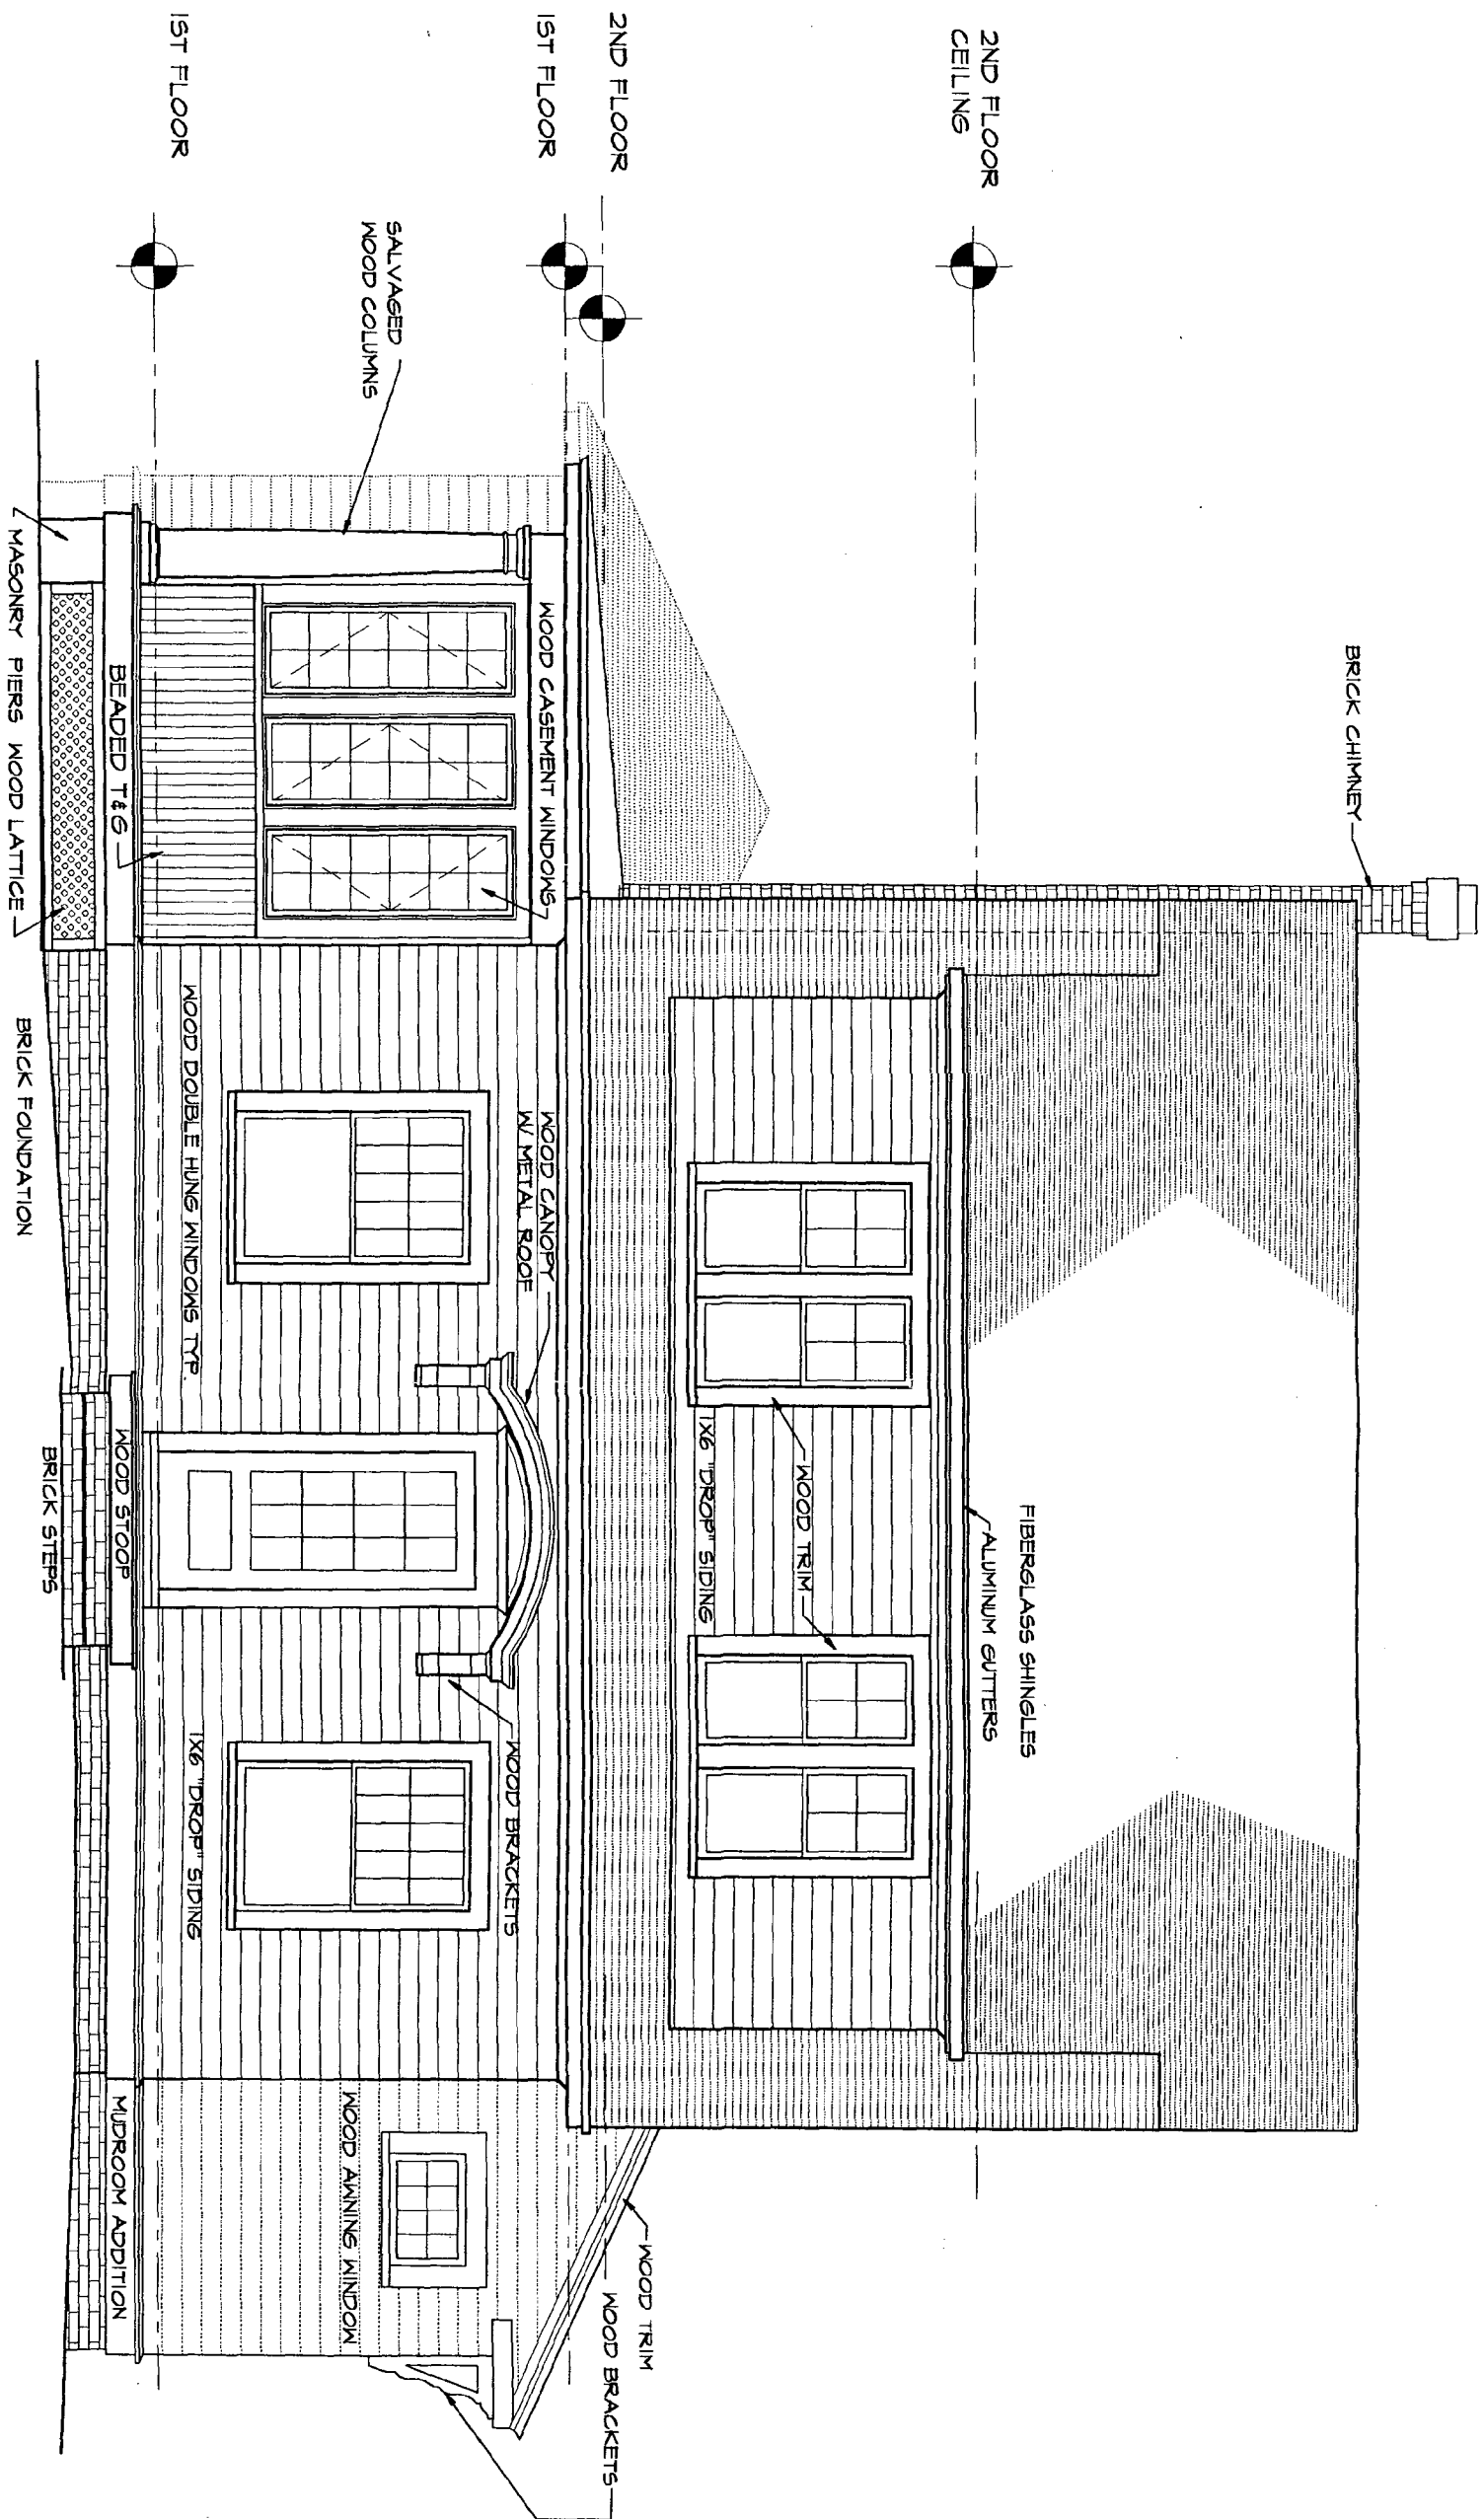 BRICK CHIMNEY
2ND FLOOR
CEILING
FIBERGLASS SHINGLES
ALUMINUM GUTTERS
WOOD TRIM
1X6 "DROP" SIDING
2ND FLOOR
1ST FLOOR
WOOD TRIM
WOOD BRACKETS
WOOD CASEMENT WINDOWS
WOOD CANOPY
W/ METAL ROOF
WOOD BRACKETS
SALVAGED
WOOD COLUMNS
WOOD AWNING WINDOW
WOOD DOUBLE HUNG WINDOWS TYP.
1X6 "DROP" SIDING
1ST FLOOR
BEADED T&G
WOOD STOOP
MUDROOM ADDITION
MASONRY PIERS
WOOD LATTICE
BRICK FOUNDATION
BRICK STEPS